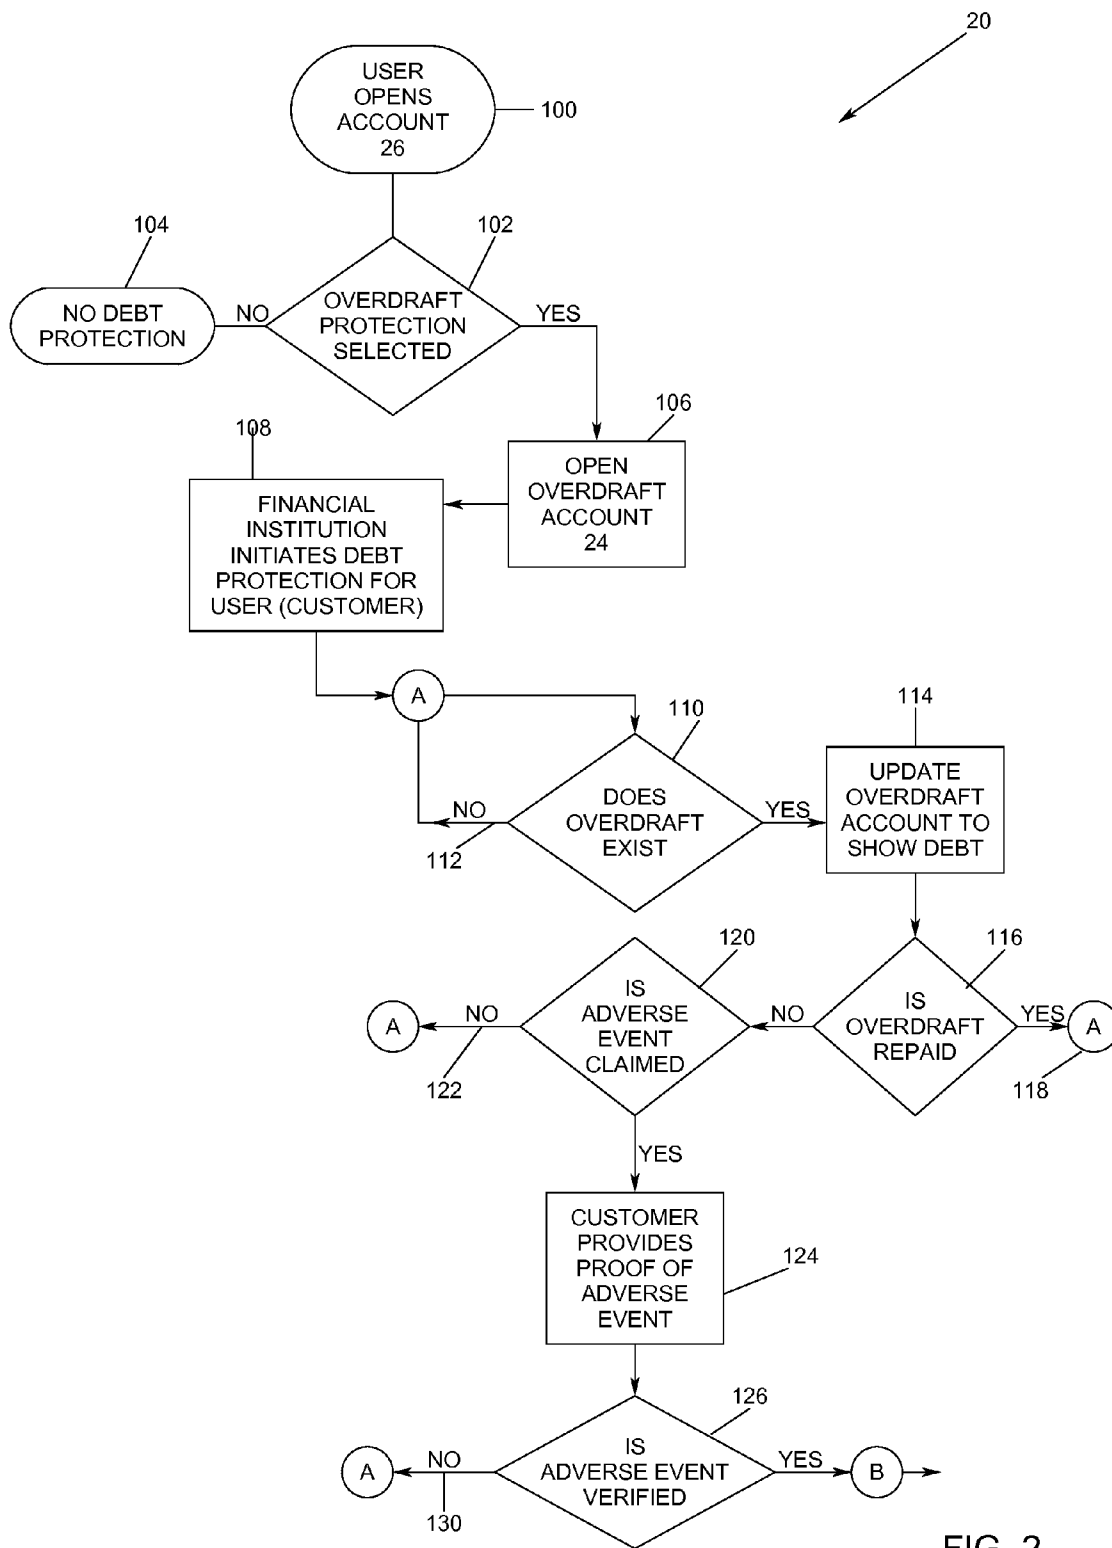 20
USER
OPENS
ACCOUNT
26
100
104
102
NO DEBT
PROTECTION
NO
OVERDRAFT
PROTECTION
SELECTED
YES
106
108
OPEN
OVERDRAFT
ACCOUNT
24
FINANCIAL
INSTITUTION
INITIATES DEBT
PROTECTION FOR
USER (CUSTOMER)
A
110
114
DOES
OVERDRAFT
EXIST
NO
112
YES
UPDATE
OVERDRAFT
ACCOUNT TO
SHOW DEBT
116
IS
OVERDRAFT
REPAID
YES
A
118
NO
120
IS
ADVERSE
EVENT
CLAIMED
NO
A
122
YES
CUSTOMER
PROVIDES
PROOF OF
ADVERSE
EVENT
124
126
IS
ADVERSE EVENT
VERIFIED
NO
A
130
YES
B
FIG. 2